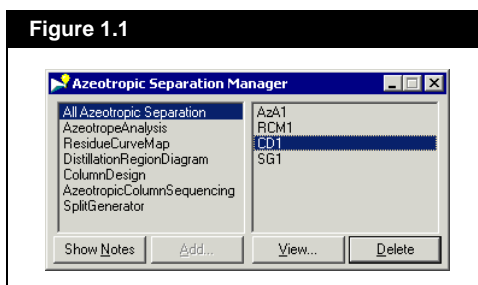 Figure 1.1
Azeotropic Separation Manager
All Azeotropic Separation
AzeotropeAnalysis
ResidueCurveMap
DistillationRegionDiagram
ColumnDesign
AzeotropicColumnSequencing
SplitGenerator
AzA1
RCM1
CD1
SG1
Show Notes
Add...
View...
Delete